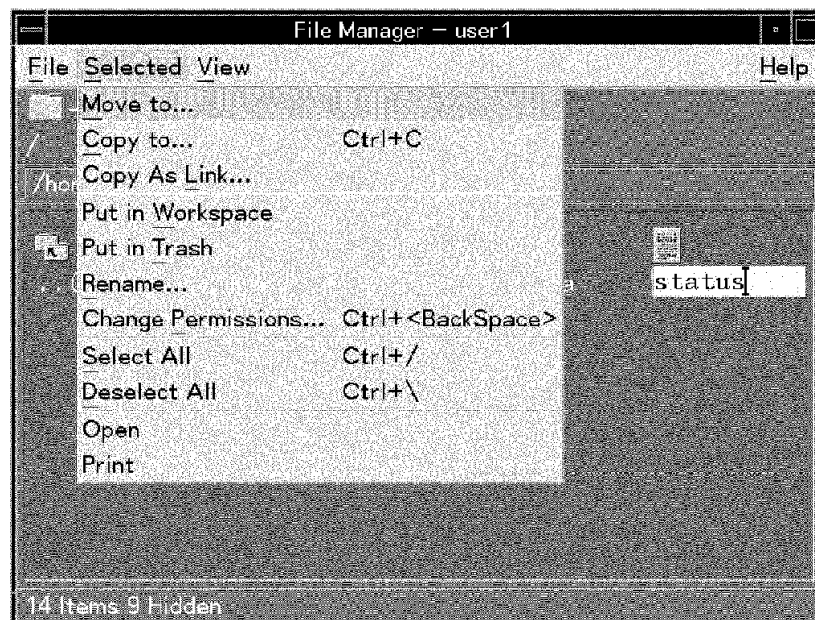 File Manager – user1
File Selected View Help
Move to...
/
Copy to... Ctrl+C
Copy As Link...
Put in Workspace
Put in Trash
Rename...
status
Change Permissions... Ctrl+<BackSpace>
Select All Ctrl+/
Deselect All Ctrl+\
Open
Print
14 Items 9 Hidden